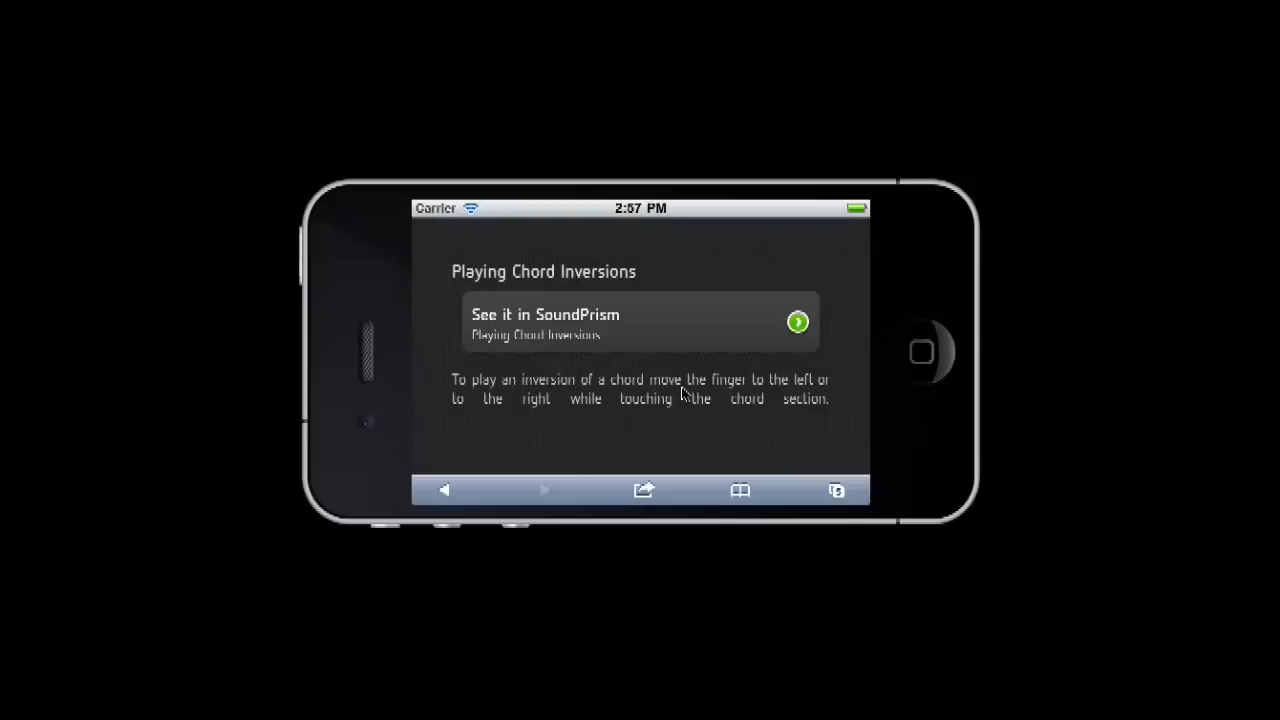 Carrier 2:57 PM
Playing Chord Inversions
See it in SoundPrism
Playing Chord Inversions
To play an inversion of a chord move the finger to the left or
to the right while touching the chord section.
5